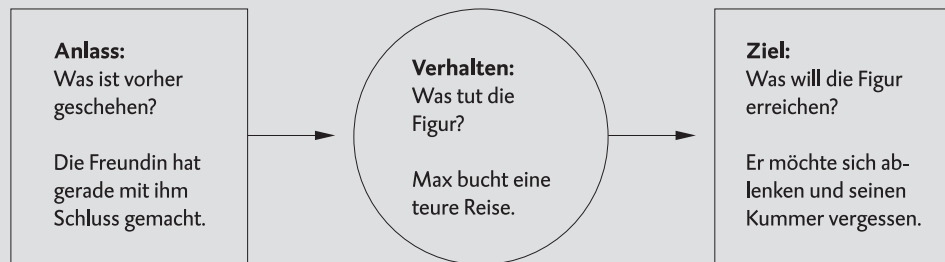 Anlass:
Was ist vorher
geschehen?
Die Freundin hat
gerade mit ihm
Schluss gemacht.
Verhalten:
Was tut die
Figur?
Max bucht eine
teure Reise.
Ziel:
Was will die Figur
erreichen?
Er möchte sich ab-
lenken und seinen
Kummer vergessen.